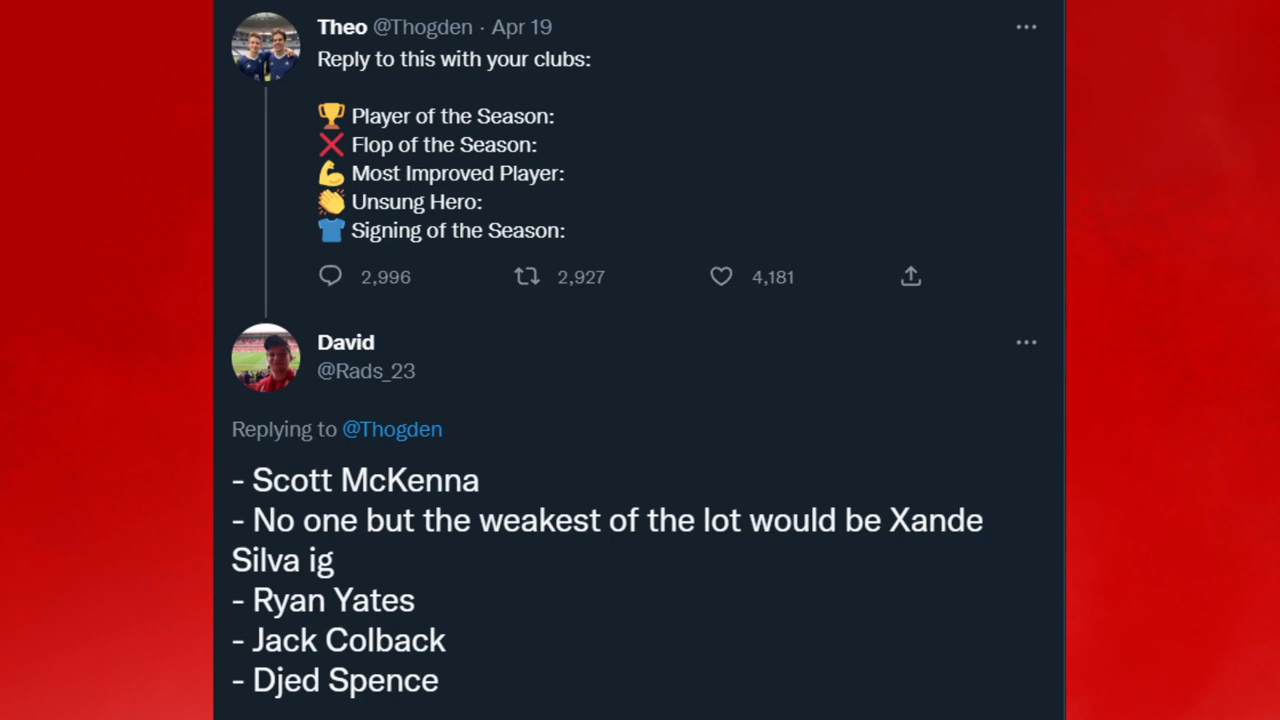 Theo @Thogden · Apr 19
Reply to this with your clubs:
🏆 Player of the Season:
❌ Flop of the Season:
💪 Most Improved Player:
👏 Unsung Hero:
👕 Signing of the Season:
2,996 2,927 4,181
David
@Rads_23
Replying to @Thogden
- Scott McKenna
- No one but the weakest of the lot would be Xande
Silva ig
- Ryan Yates
- Jack Colback
- Djed Spence